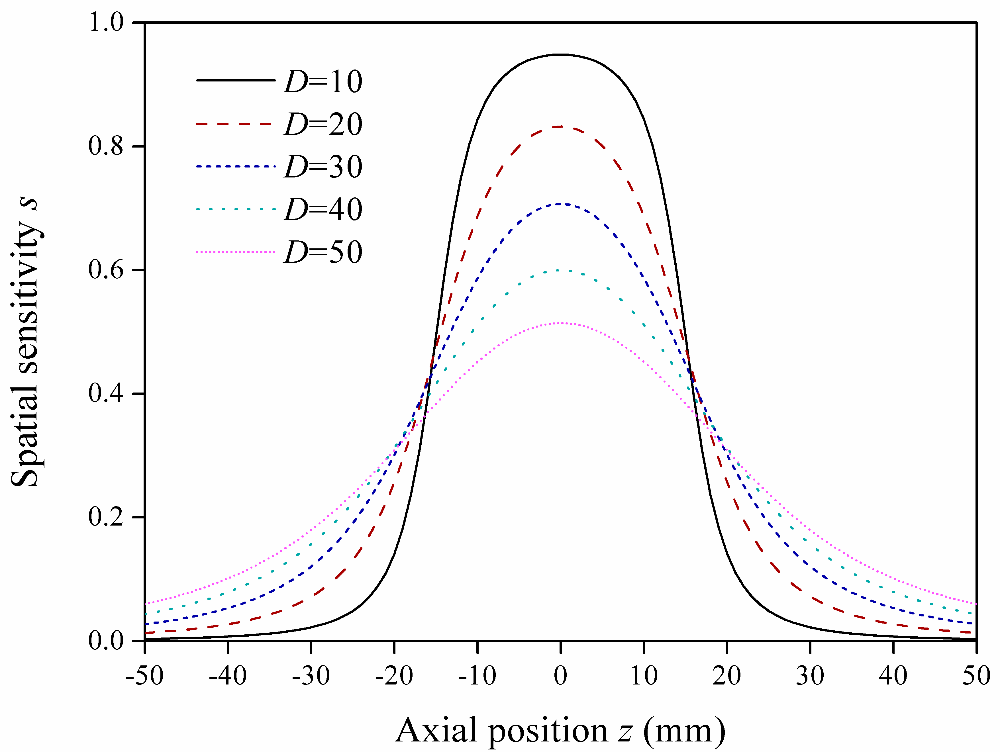 1.0
0.8
0.6
0.4
0.2
0.0
D=10
D=20
D=30
D=40
D=50
Spatial sensitivity s
-50 -40 -30 -20 -10 0 10 20 30 40 50
Axial position z (mm)